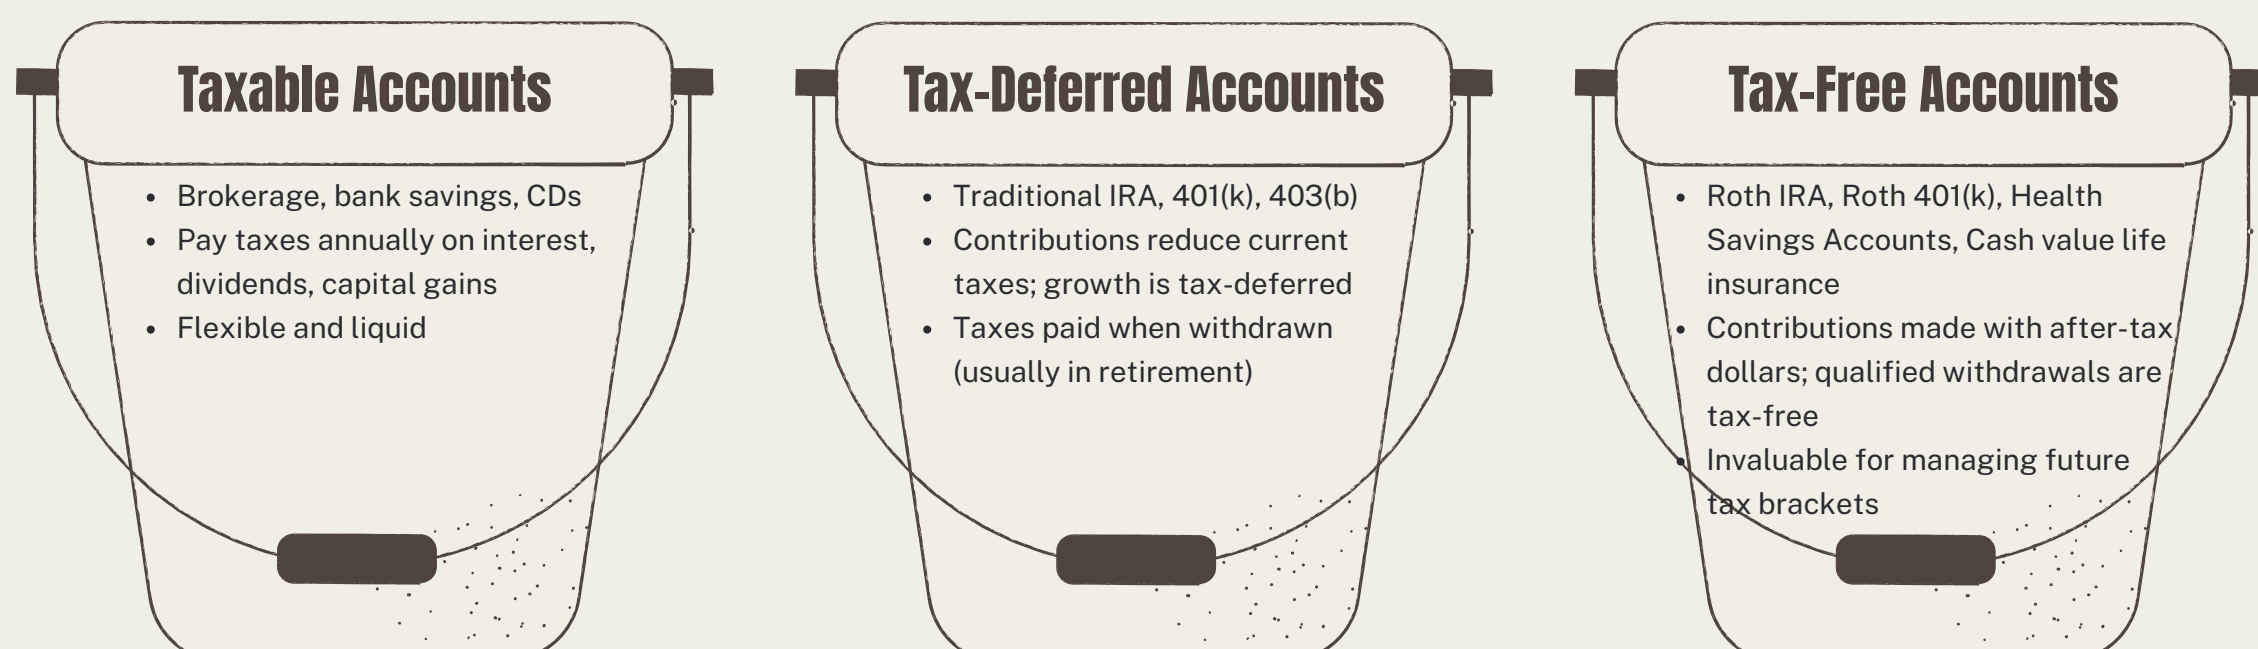 Taxable Accounts
• Brokerage, bank savings, CDs
• Pay taxes annually on interest,
dividends, capital gains
• Flexible and liquid
Tax-Deferred Accounts
• Traditional IRA, 401(k), 403(b)
• Contributions reduce current
taxes; growth is tax-deferred
• Taxes paid when withdrawn
(usually in retirement)
Tax-Free Accounts
• Roth IRA, Roth 401(k), Health
Savings Accounts, Cash value life
insurance
• Contributions made with after-tax
dollars; qualified withdrawals are
tax-free
• Invaluable for managing future
tax brackets